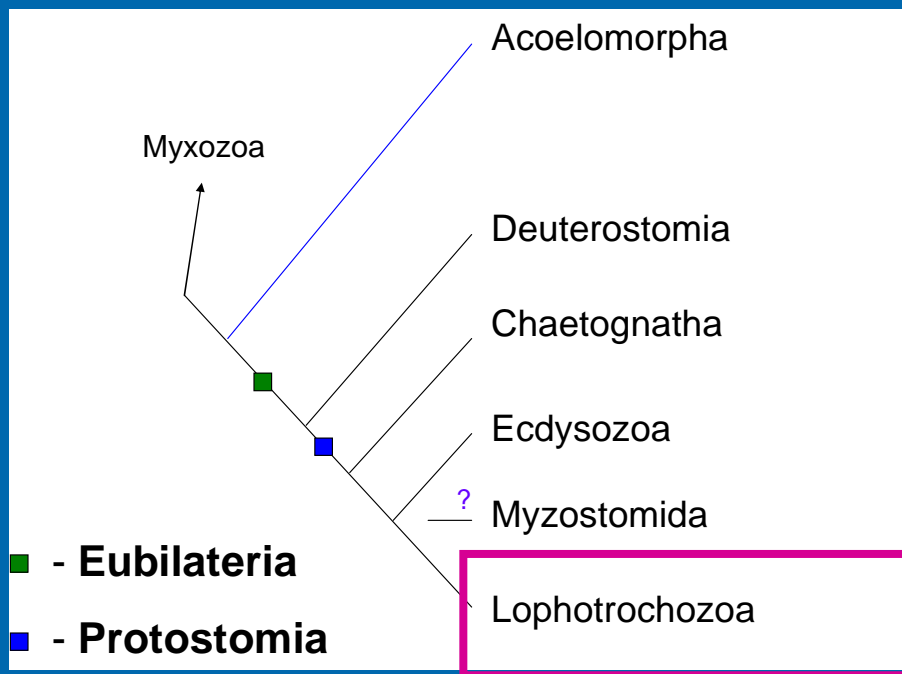 Acoelomorpha
Myxozoa
Deuterostomia
Chaetognatha
Ecdysozoa
?
Myzostomida
- Eubilateria
Lophotrochozoa
- Protostomia